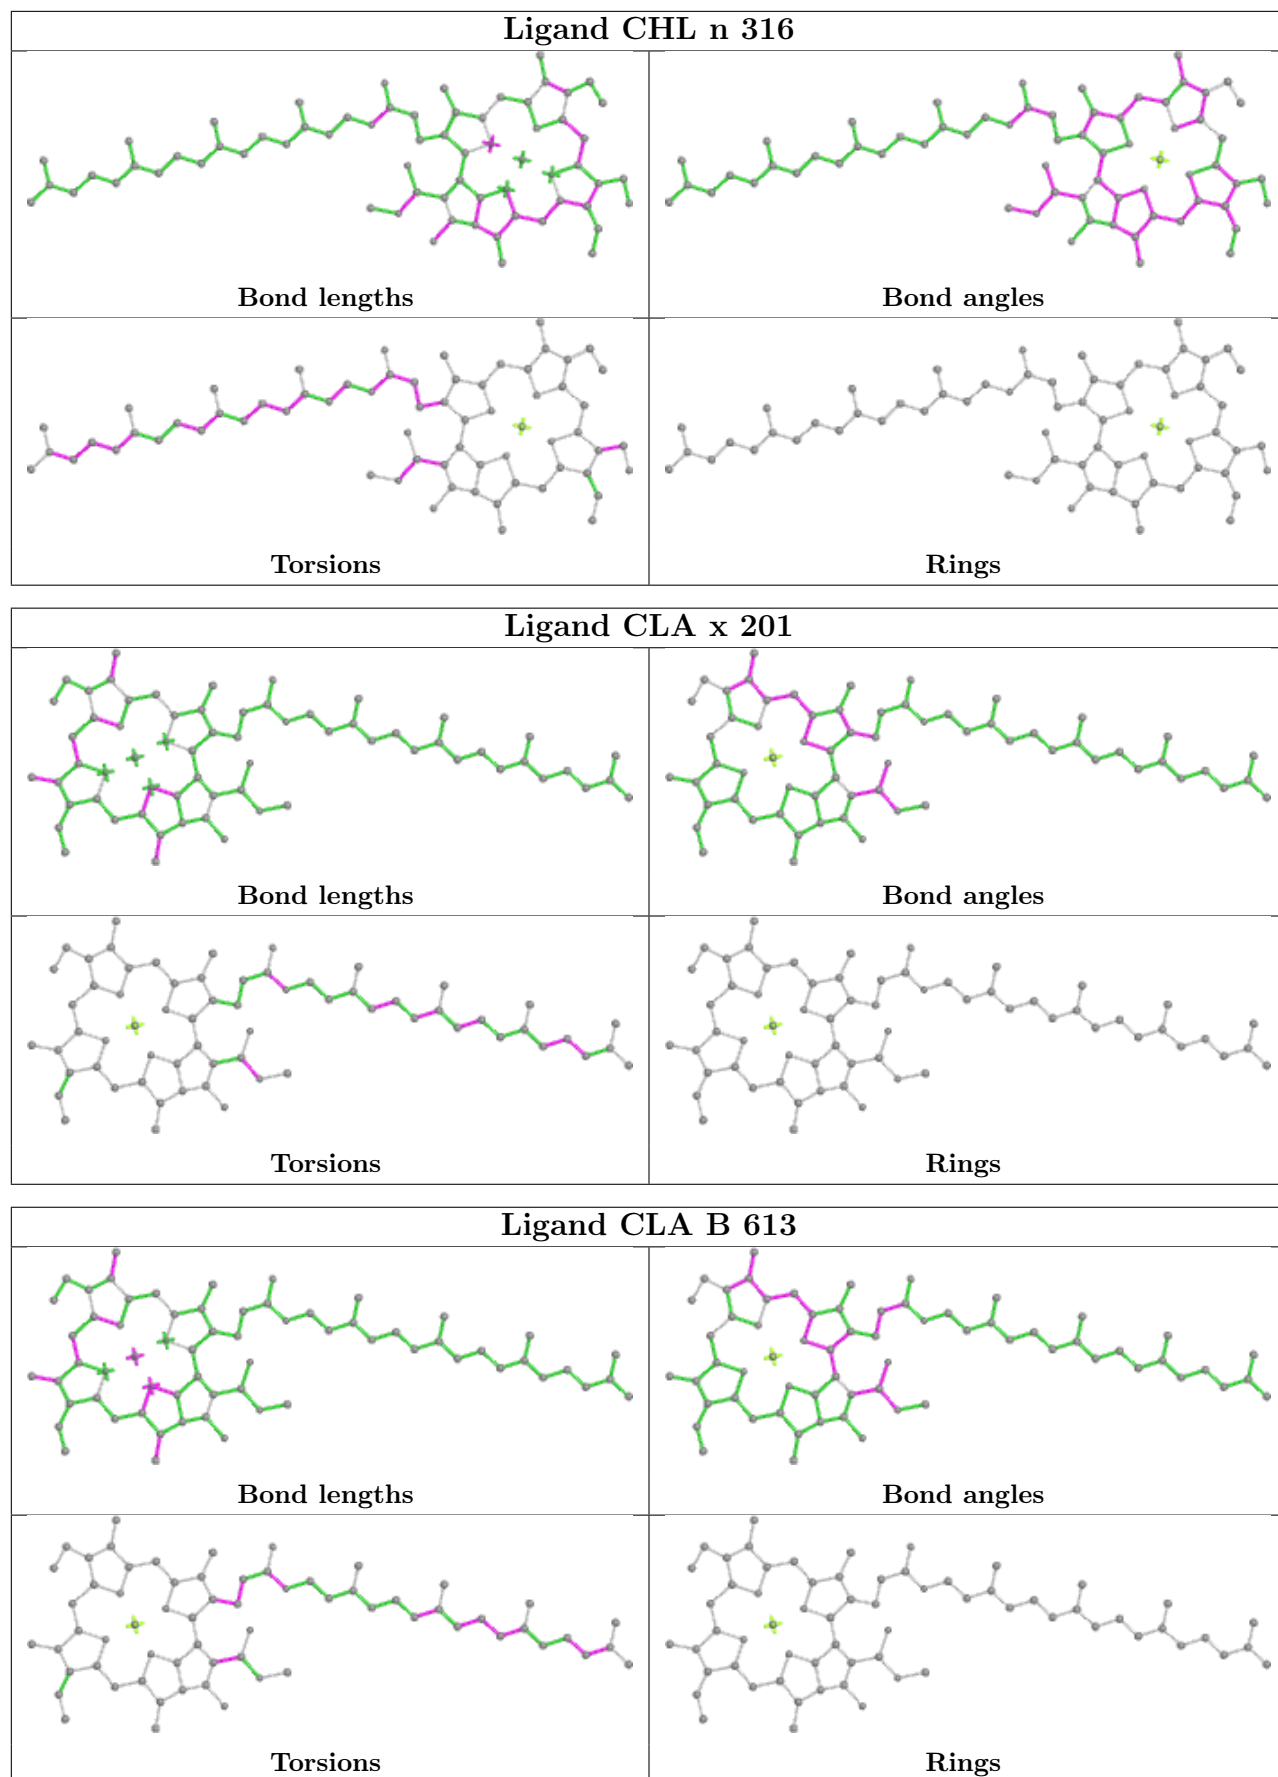 Ligand CHL n 316
Bond lengths
Bond angles
Torsions
Rings
Ligand CLA x 201
Bond lengths
Bond angles
Torsions
Rings
Ligand CLA B 613
Bond lengths
Bond angles
Torsions
Rings